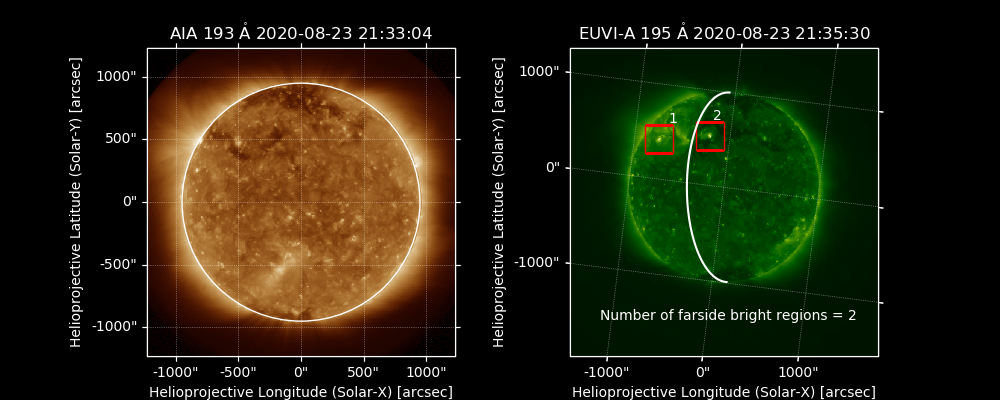 AIA 193 Å 2020-08-23 21:33:04
EUVI-A 195 Å 2020-08-23 21:35:30
Helioprojective Latitude (Solar-Y) [arcsec]
1000"
500"
0"
-500"
-1000"
-1000"
-500"
0"
500"
1000"
Helioprojective Longitude (Solar-X) [arcsec]
Helioprojective Latitude (Solar-Y) [arcsec]
1000"
0"
-1000"
1
2
Number of farside bright regions = 2
-1000"
0"
1000"
Helioprojective Longitude (Solar-X) [arcsec]